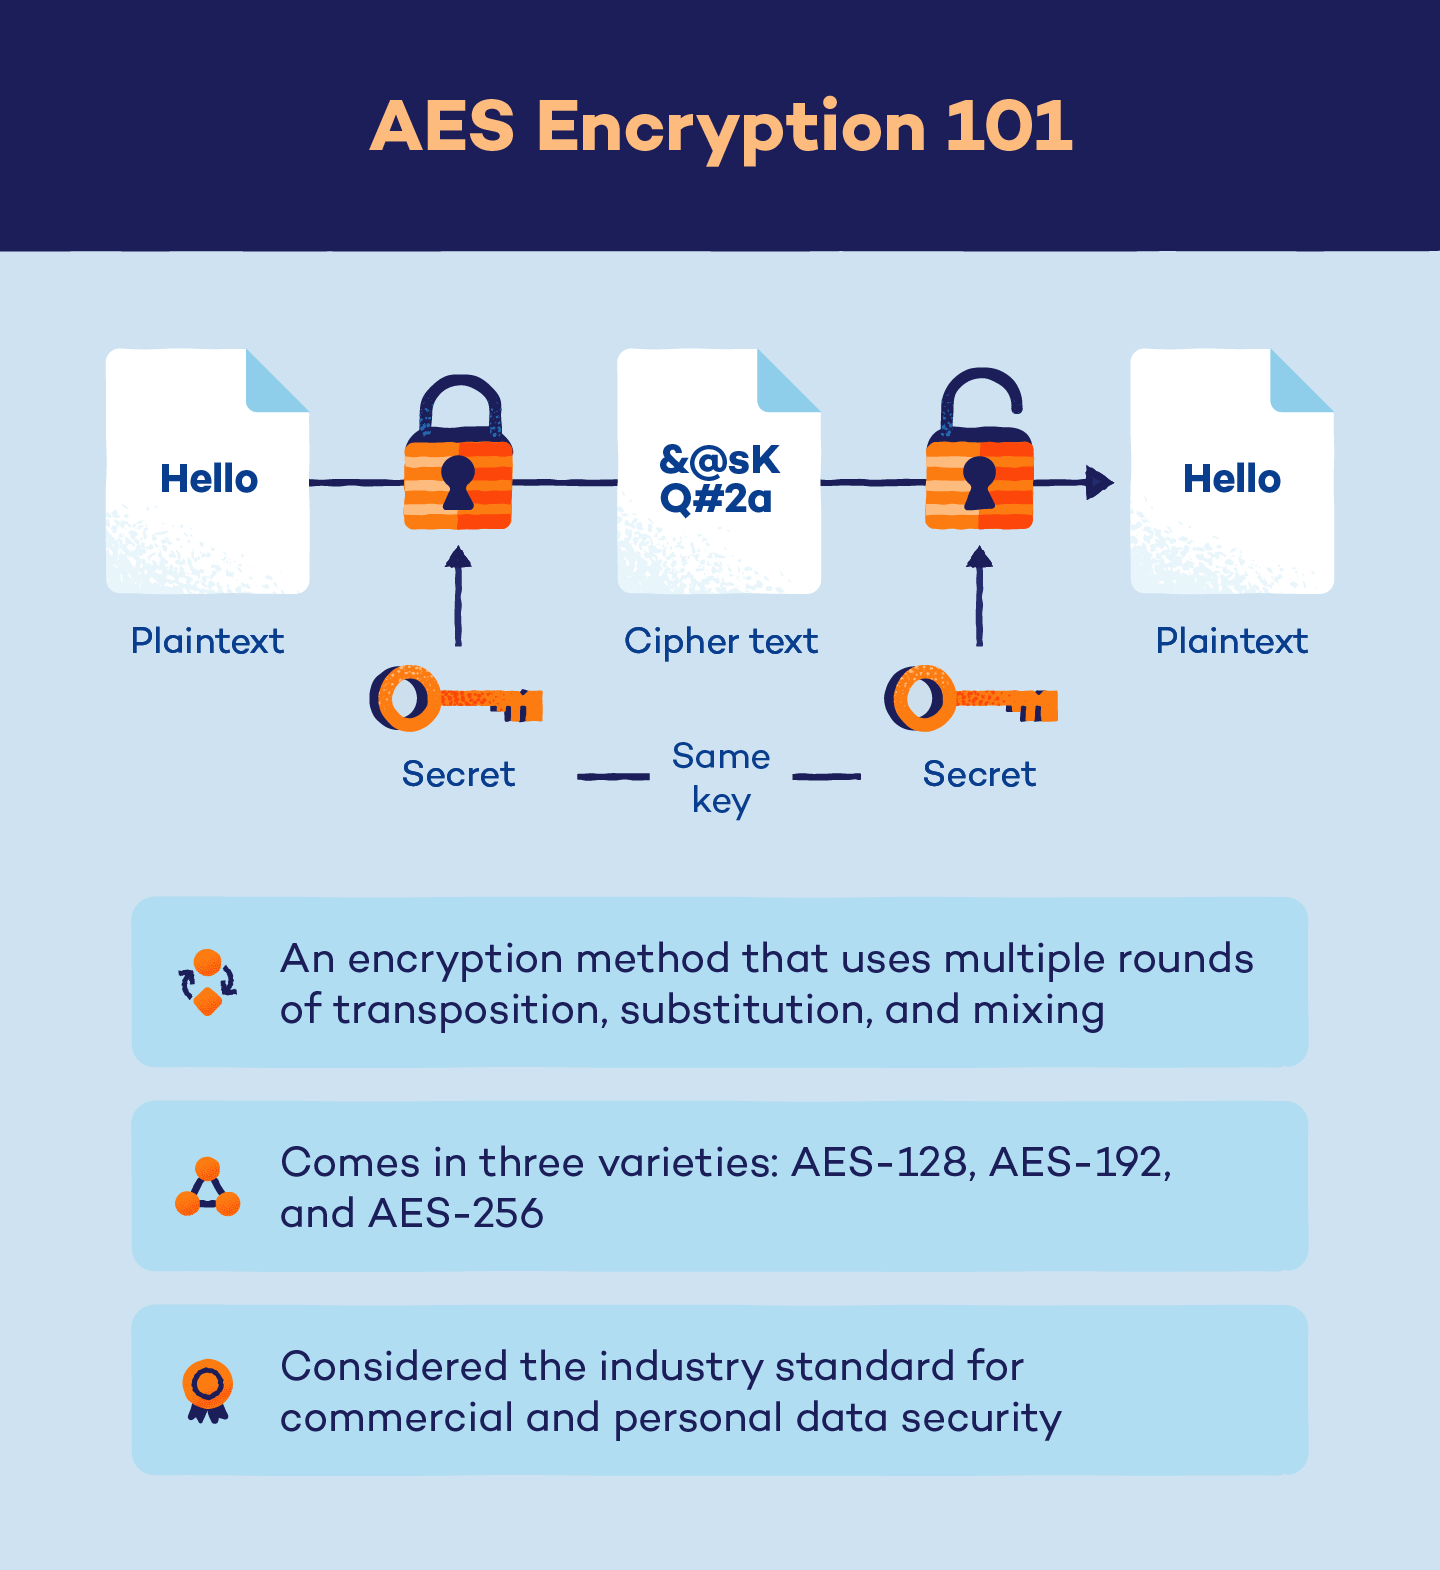 AES Encryption 101
Hello
&@sK
Q#2a
Hello
Plaintext
Cipher text
Plaintext
Secret
Same
key
Secret
An encryption method that uses multiple rounds
of transposition, substitution, and mixing
Comes in three varieties: AES-128, AES-192,
and AES-256
Considered the industry standard for
commercial and personal data security